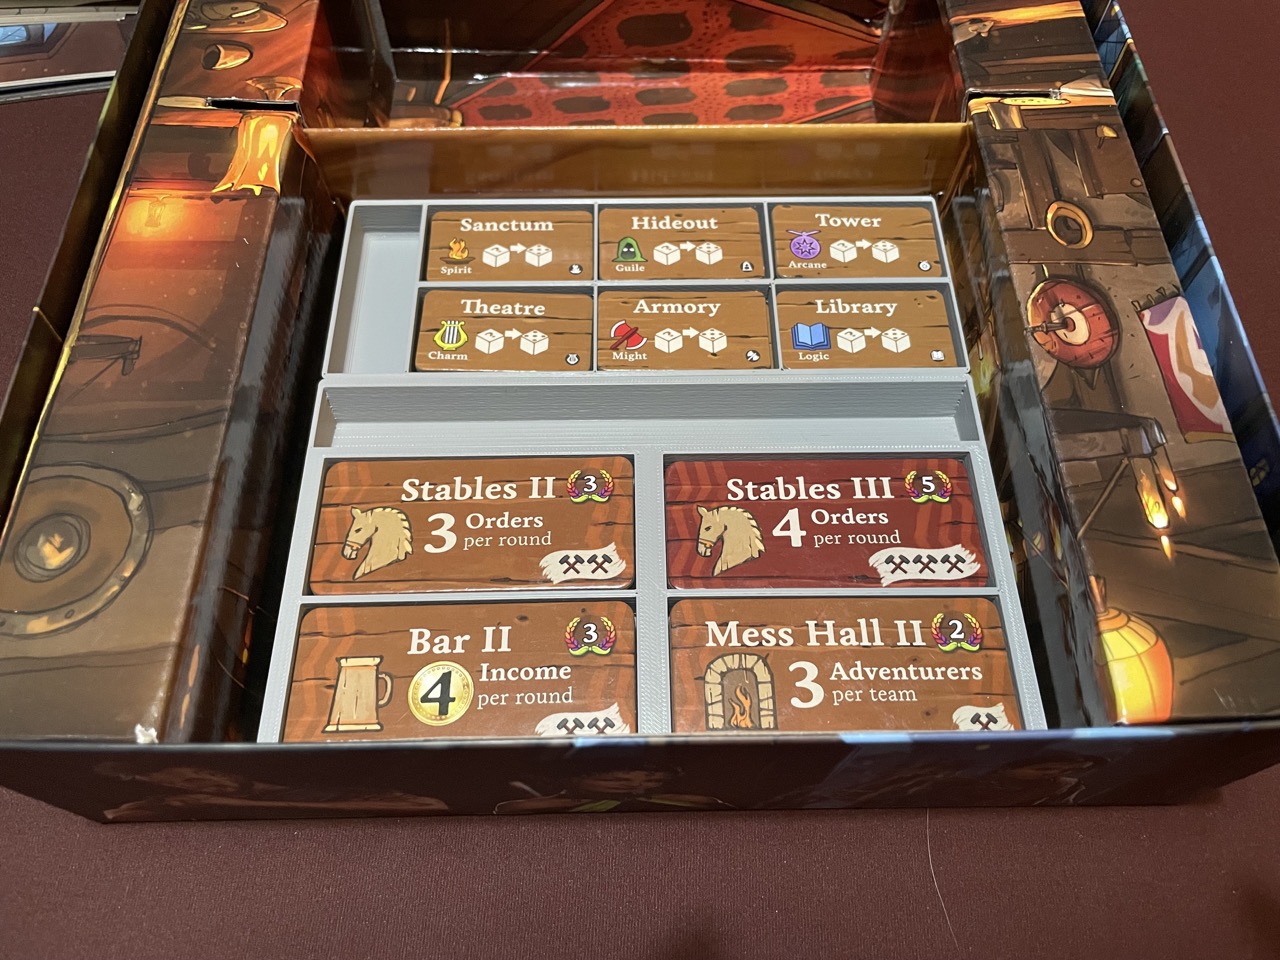 Sanctum
Spirit
Hideout
Guile
Tower
Arcane
Theatre
Charm
Armory
Might
Library
Logic
Stables II 3
3 Orders
per round
Stables III 5
4 Orders
per round
Bar II 3
4 Income
per round
Mess Hall II 2
3 Adventurers
per team